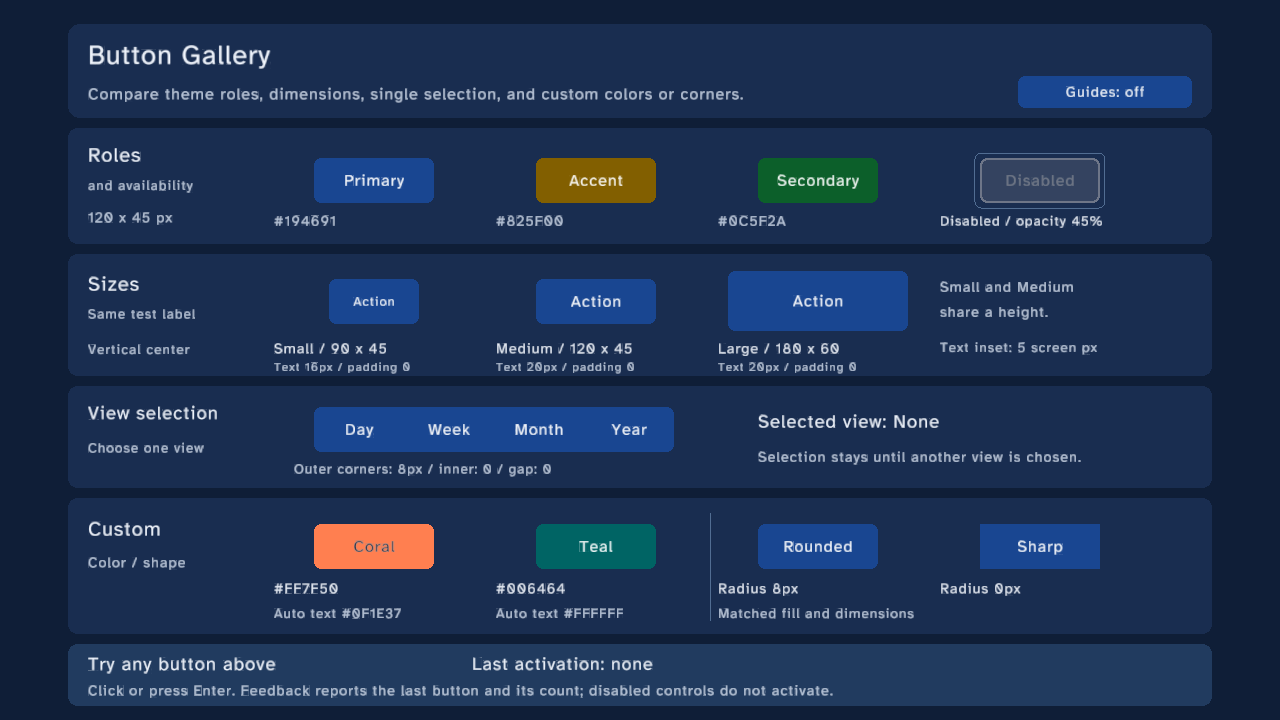 Button Gallery
Compare theme roles, dimensions, single selection, and custom colors or corners.
Guides: off
Roles
and availability
120 x 45 px
Primary
#194691
Accent
#825F00
Secondary
#0C5F2A
Disabled
Disabled / opacity 45%
Sizes
Same test label
Vertical center
Action
Small / 90 x 45
Text 16px / padding 0
Action
Medium / 120 x 45
Text 20px / padding 0
Action
Large / 180 x 60
Text 20px / padding 0
Small and Medium
share a height.
Text inset: 5 screen px
View selection
Choose one view
Day Week Month Year
Outer corners: 8px / inner: 0 / gap: 0
Selected view: None
Selection stays until another view is chosen.
Custom
Color / shape
Coral
#FF7F50
Auto text #0F1E37
Teal
#006464
Auto text #FFFFFF
Rounded
Radius 8px
Matched fill and dimensions
Sharp
Radius 0px
Try any button above
Last activation: none
Click or press Enter. Feedback reports the last button and its count; disabled controls do not activate.